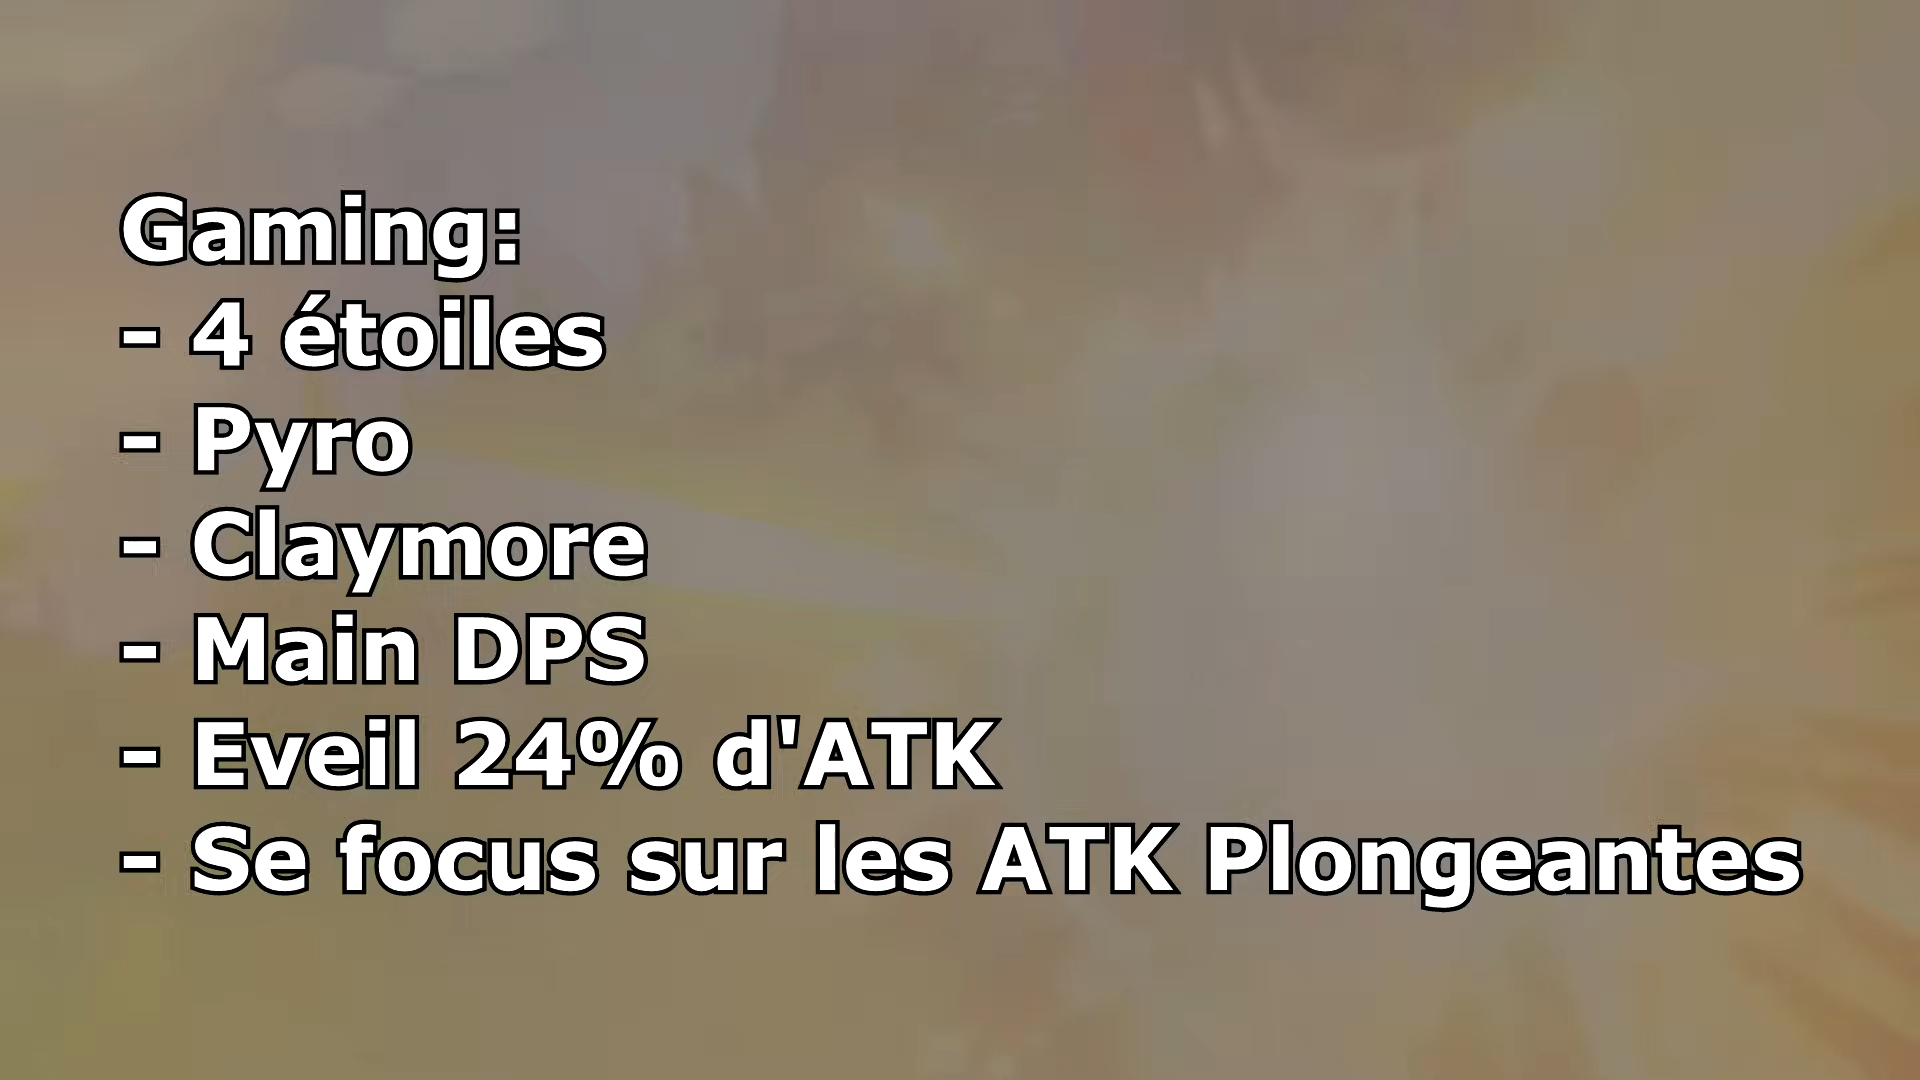 Gaming:
- 4 étoiles
- Pyro
- Claymore
- Main DPS
- Eveil 24% d'ATK
- Se focus sur les ATK Plongeantes